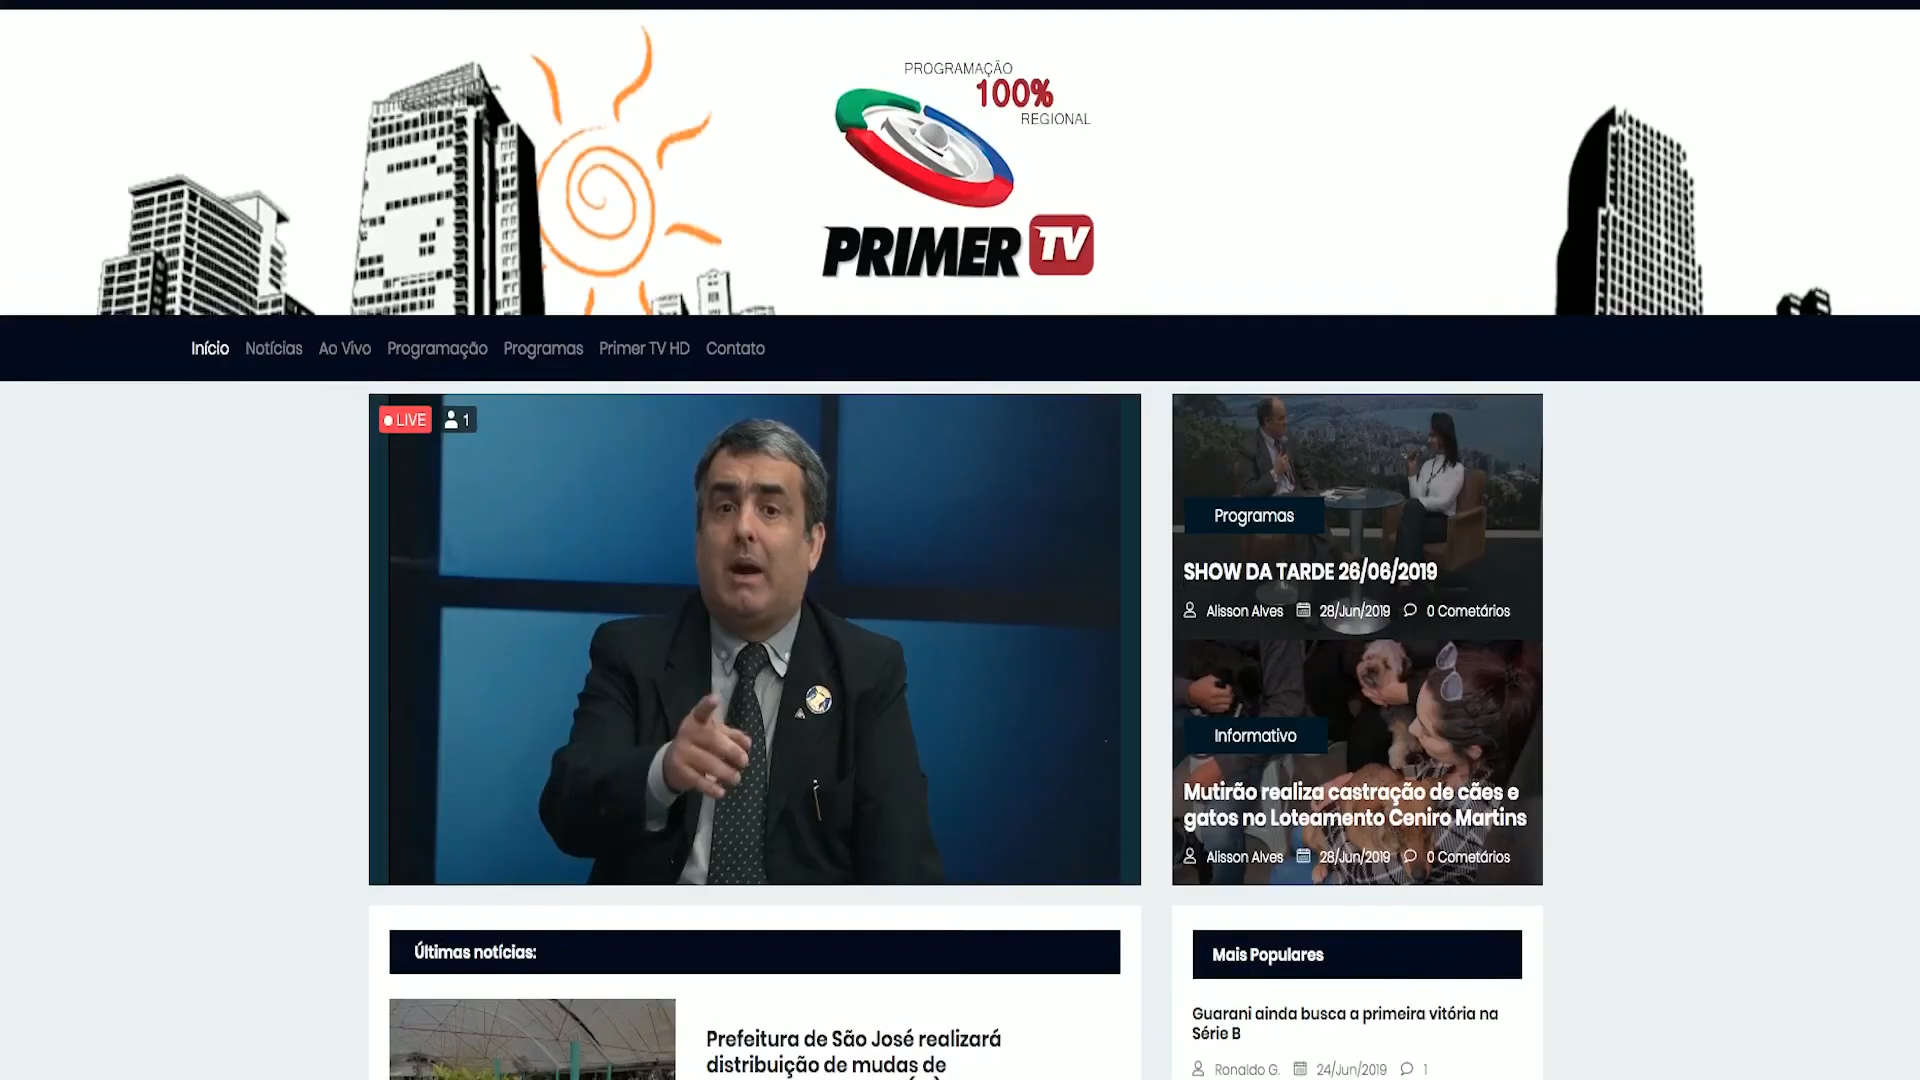 PROGRAMAÇÃO
100%
REGIONAL
PRIMER TV
Início Notícias Ao Vivo Programação Programas Primer TV HD Contato
LIVE 1
Programas
SHOW DA TARDE 26/06/2019
Alisson Alves 28/Jun/2019 0 Cometários
Informativo
Mutirão realiza castração de cães e
gatos no Loteamento Ceniro Martins
Alisson Alves 28/Jun/2019 0 Cometários
Últimas notícias:
Prefeitura de São José realizará
distribuição de mudas de
Mais Populares
Guarani ainda busca a primeira vitória na
Série B
Ronaldo G. 24/Jun/2019 1